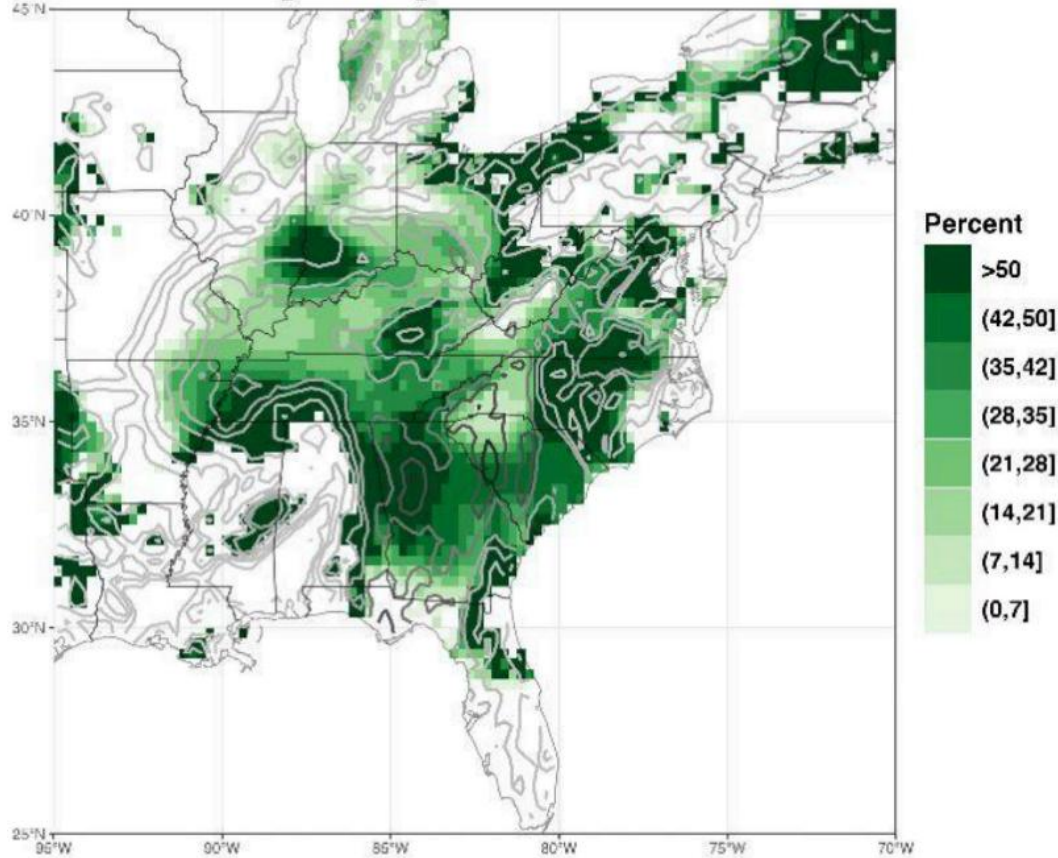 45°N
40°N
35°N
30°N
25°N
95°W
90°W
85°W
80°W
75°W
70°W
Percent
>50
(42,50]
(35,42]
(28,35]
(21,28]
(14,21]
(7,14]
(0,7]